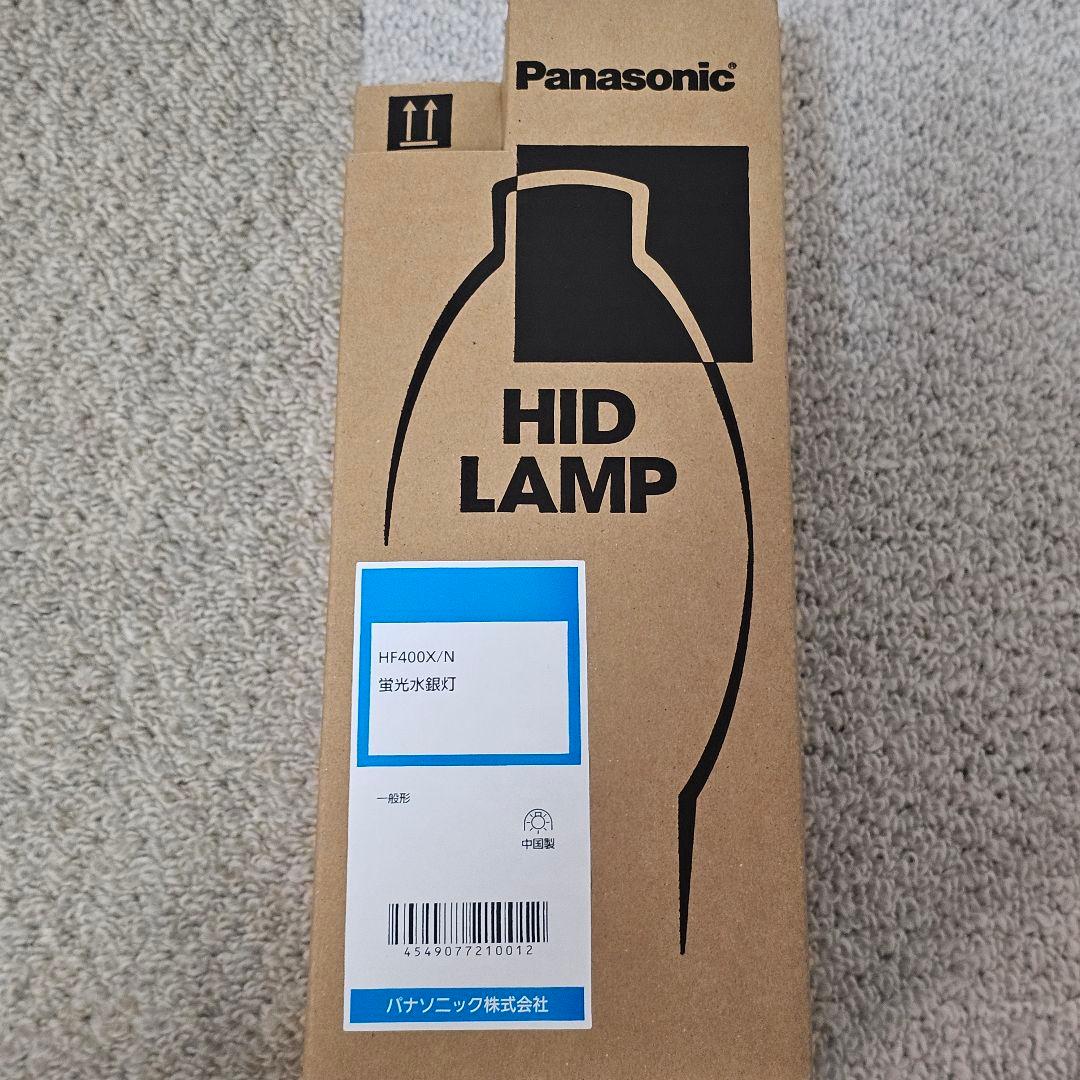 Panasonic®
HID
LAMP
HF400X/N
蛍光水銀灯
一般形
中国製
4549077210012
パナソニック株式会社